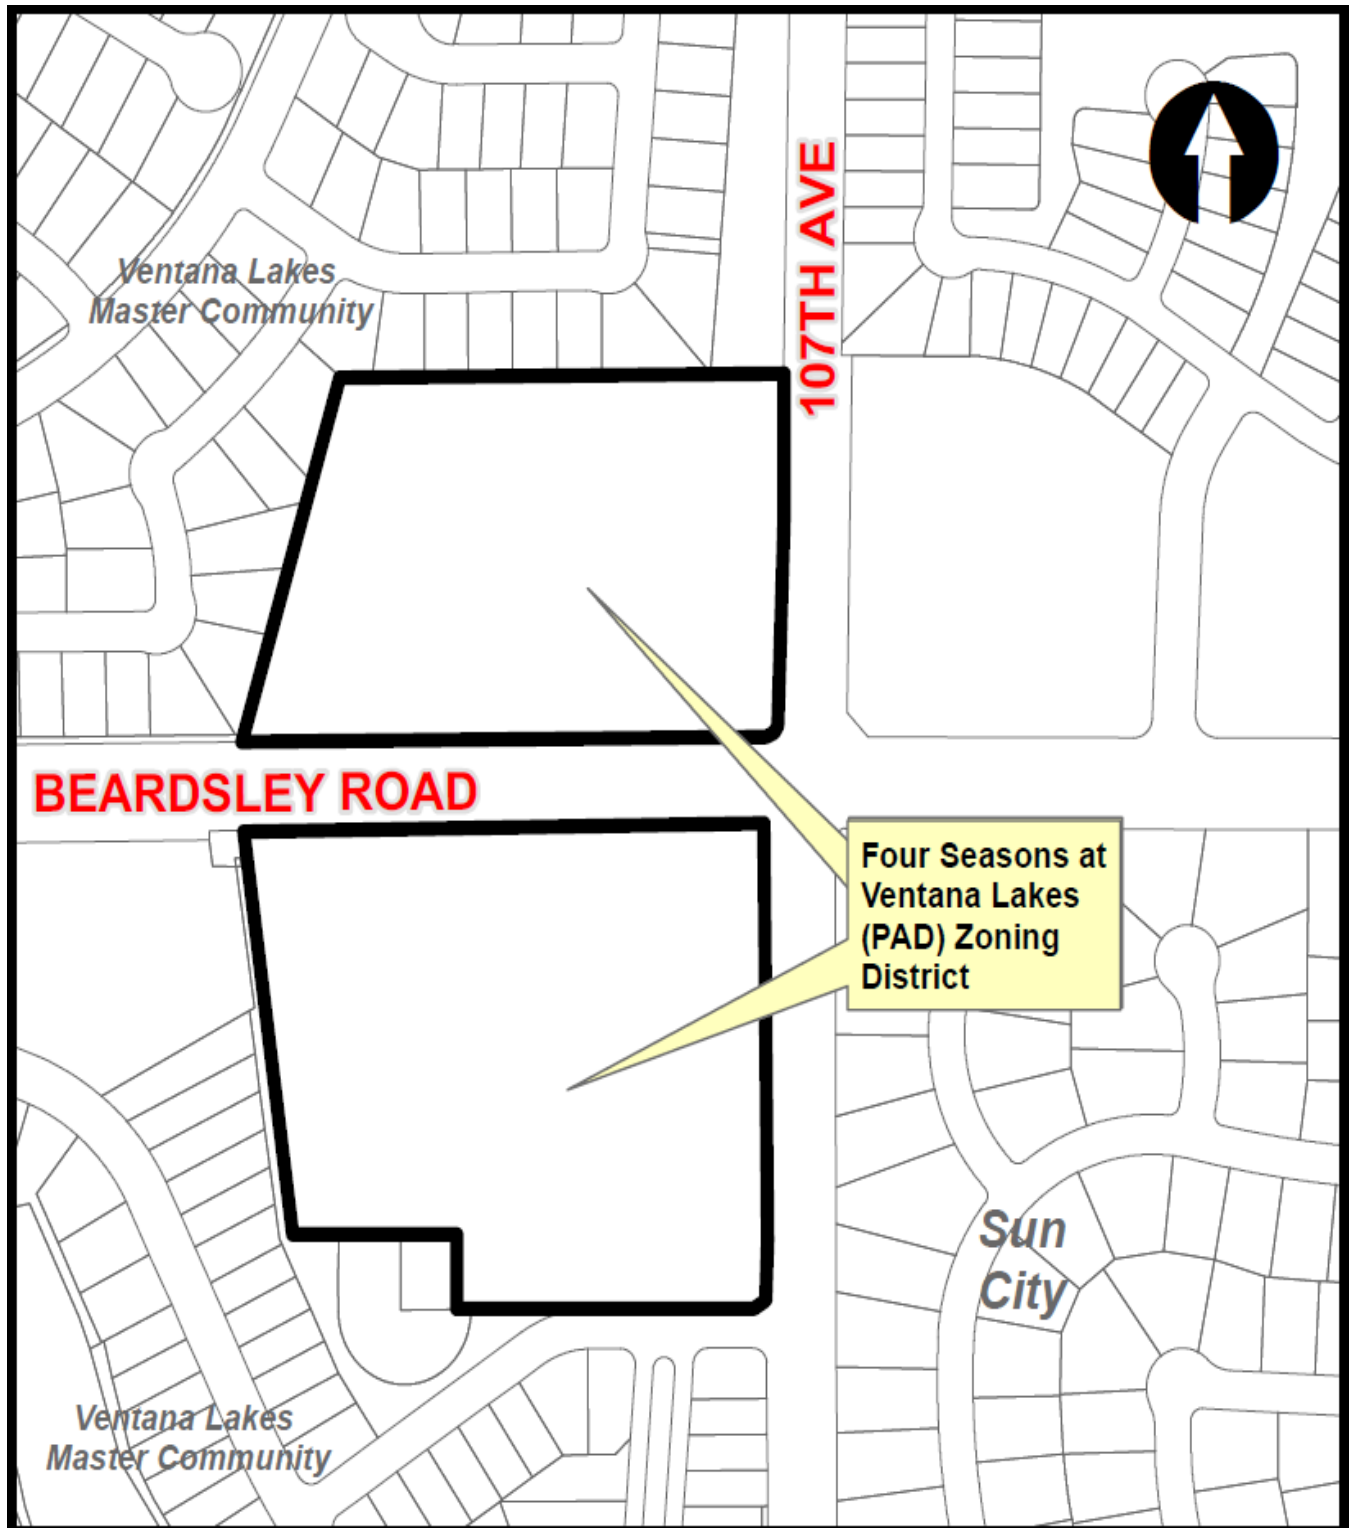 107TH AVE
Ventana Lakes
Master Community
BEARDSLEY ROAD
Four Seasons at
Ventana Lakes
(PAD) Zoning
District
Sun
City
Ventana Lakes
Master Community